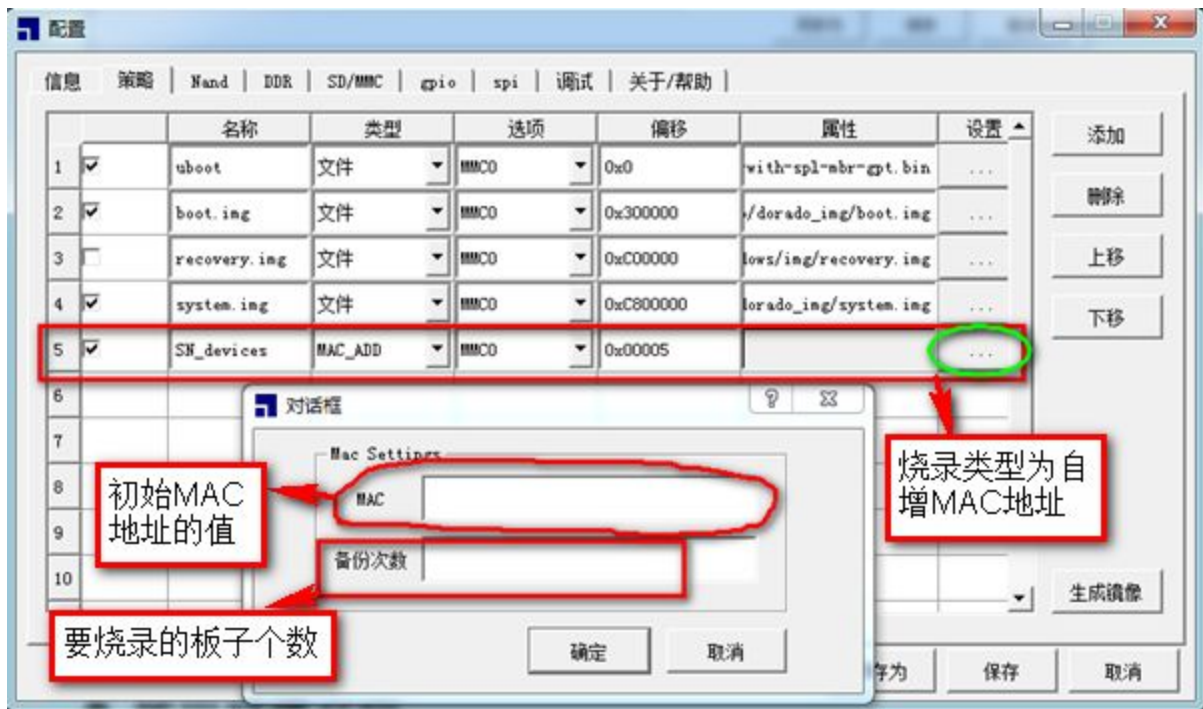 配置
信息 策略 Nand DDR SD/MMC gpio spi 调试 关于/帮助
名称 类型 选项 偏移 属性 设置
添加
1 uboot 文件 MMC0 0x0 with-spl-mbr-gpt.bin ...
2 boot.img 文件 MMC0 0x300000 /dorado_img/boot.img ...
删除
3 recovery.img 文件 MMC0 0xC00000 lows/img/recovery.img ...
上移
4 system.img 文件 MMC0 0xC800000 lorado_img/system.img ...
下移
5 SN_devices MAC_ADD MMC0 0x00005 ...
6
7
8
9
10
对话框
Mac Settings
MAC
备份次数
确定 取消
初始MAC
地址的值
要烧录的板子个数
烧录类型为自
增MAC地址
生成镜像
存为 保存 取消